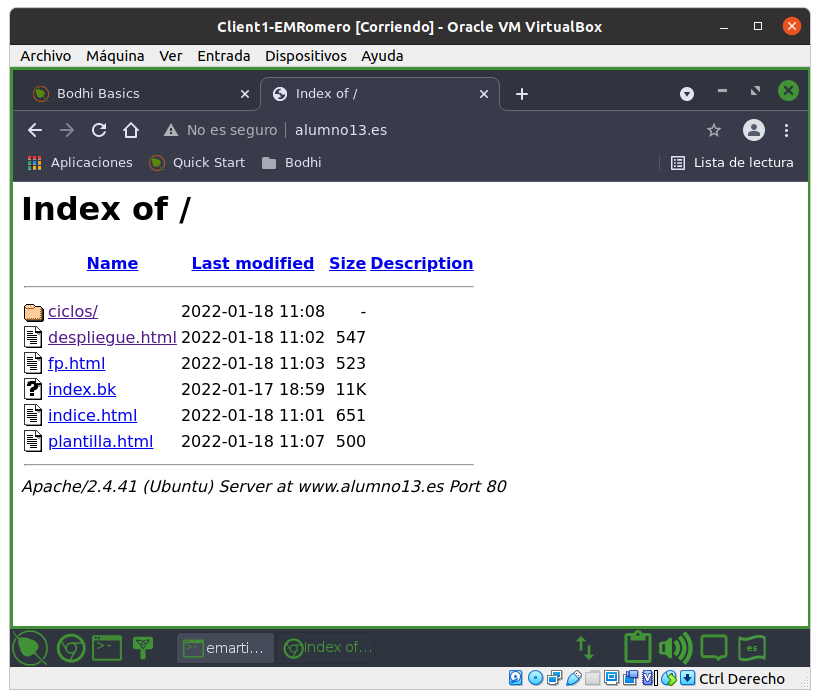 Client1-EMRomero [Corriendo] - Oracle VM VirtualBox
Archivo Máquina Ver Entrada Dispositivos Ayuda
Bodhi Basics Index of /
No es seguro alumno13.es
Aplicaciones Quick Start Bodhi Lista de lectura
Index of /
Name Last modified Size Description
ciclos/ 2022-01-18 11:08 -
despliegue.html 2022-01-18 11:02 547
fp.html 2022-01-18 11:03 523
index.bk 2022-01-17 18:59 11K
indice.html 2022-01-18 11:01 651
plantilla.html 2022-01-18 11:07 500
Apache/2.4.41 (Ubuntu) Server at www.alumno13.es Port 80
emarti... Index of... es
Ctrl Derecho